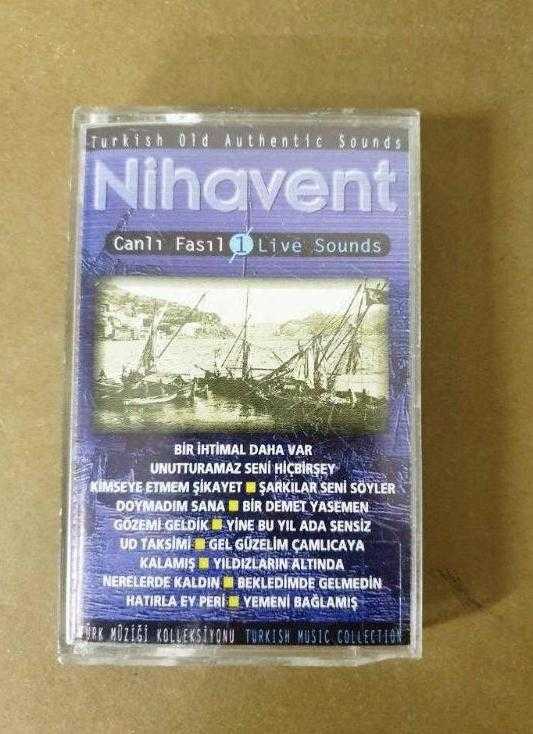 Turkish Old Authentic Sounds
Nihavent
Canlı Fasıl 1 Live Sounds
BİR İHTİMAL DAHA VAR
UNUTTURAMAZ SENİ HİÇBİRŞEY
KİMSEYE ETMEM ŞİKAYET ■ ŞARKILAR SENİ SÖYLER
DOYMADIM SANA ■ BİR DEMET YASEMEN
GÖZEMİ GELDİK ■ YİNE BU YIL ADA SENSİZ
UD TAKSİMİ ■ GEL GÜZELİM ÇAMLICAYA
KALAMIŞ ■ YILDIZLARIN ALTINDA
NERELERDE KALDIN ■ BEKLEDİMDE GELMEDİN
HATIRLA EY PERİ ■ YEMENİ BAĞLAMIŞ
TÜRK MÜZİĞİ KOLLEKSİYONU TURKISH MUSIC COLLECTION